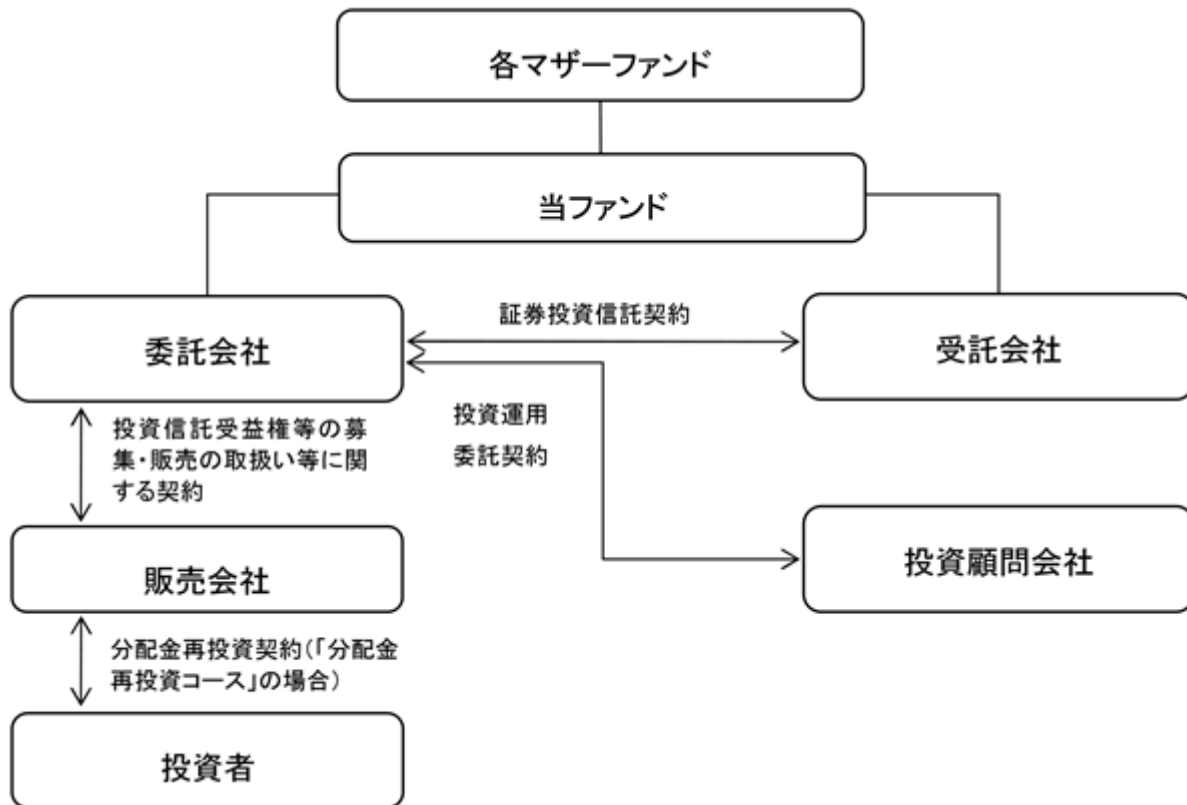 各マザーファンド
当ファンド
委託会社
証券投資信託契約
受託会社
投資信託受益権等の募
集・販売の取扱い等に関
する契約
投資運用
委託契約
販売会社
投資顧問会社
分配金再投資契約(「分配金
再投資コース」の場合)
投資者